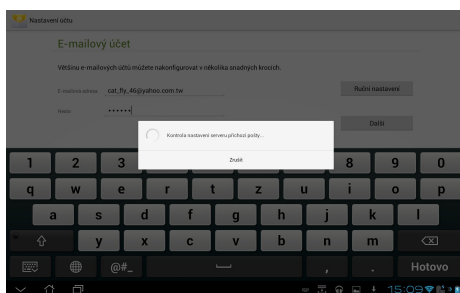 Nastavení účtu
E-mailový účet
Většinu e-mailových účtů můžete nakonfigurovat v několika snadných krocích.
E-mailová adresa cat_fly_46@yahoo.com.tw Ruční nastavení
Heslo ••••••
Další
Kontrola nastavení serveru příchozí pošty...
Zrušit
1 2 3 8 9 0
q w e r t z u i o p
a s d f g h j k l
y x c v b n m
@#_ , . Hotovo
15:09